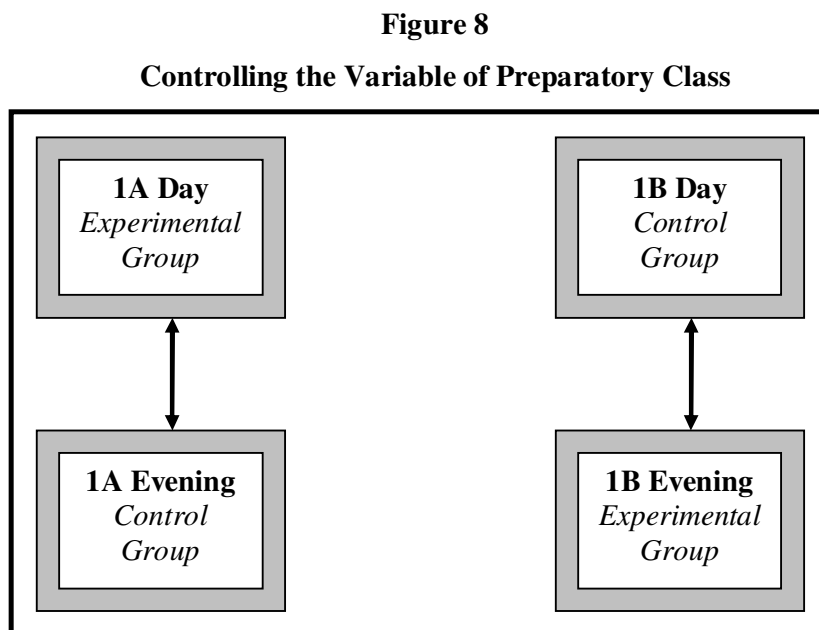 Figure 8
Controlling the Variable of Preparatory Class
1A Day
Experimental
Group
1B Day
Control
Group
1A Evening
Control
Group
1B Evening
Experimental
Group